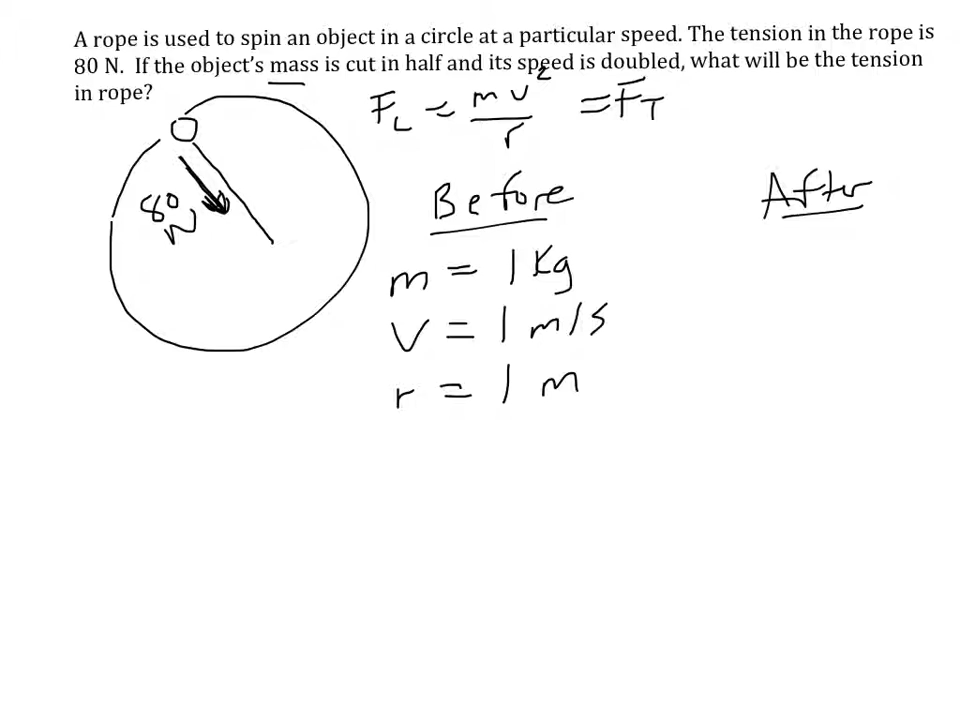 A rope is used to spin an object in a circle at a particular speed. The tension in the rope is
80 N. If the object's mass is cut in half and its speed is doubled, what will be the tension
in rope?
F_c = mv²/r = F_T
80 N
Before
After
m = 1 Kg
v = 1 m/s
r = 1 m